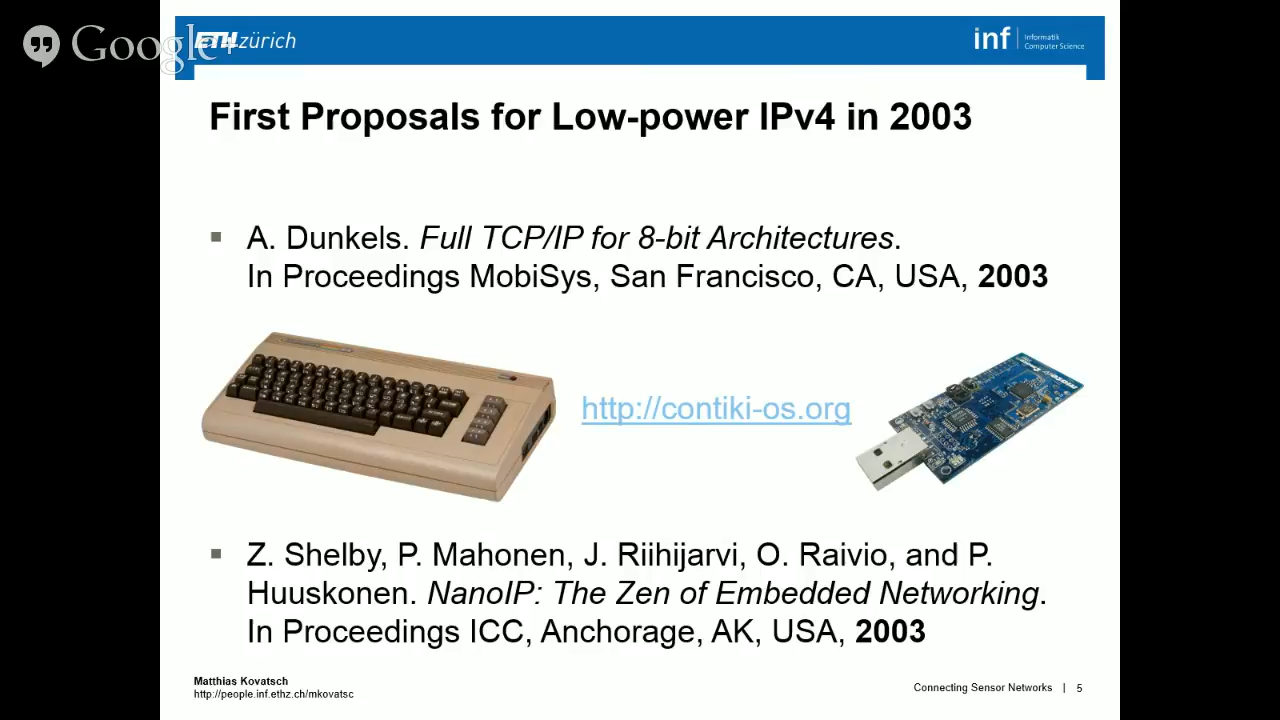 Google+
ETH zürich
inf
Informatik
Computer Science
First Proposals for Low-power IPv4 in 2003
A. Dunkels. Full TCP/IP for 8-bit Architectures.
In Proceedings MobiSys, San Francisco, CA, USA, 2003
http://contiki-os.org
Z. Shelby, P. Mahonen, J. Riihijarvi, O. Raivio, and P.
Huuskonen. NanoIP: The Zen of Embedded Networking.
In Proceedings ICC, Anchorage, AK, USA, 2003
Matthias Kovatsch
http://people.inf.ethz.ch/mkovatsc
Connecting Sensor Networks | 5